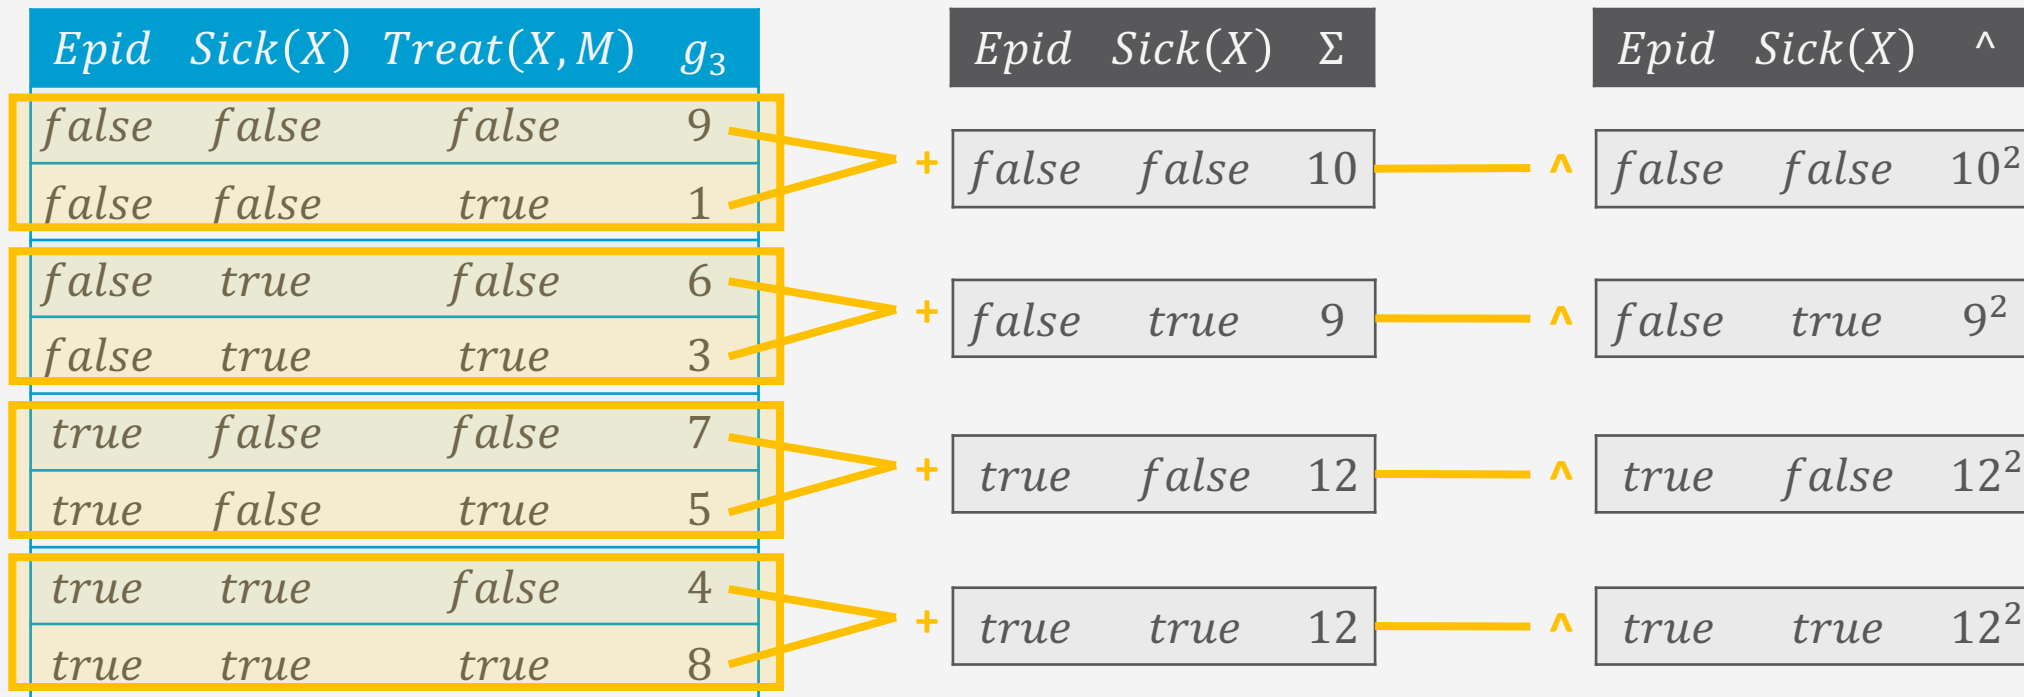 Epid Sick(X) Treat(X, M) g₃
false false false 9
false false true 1
false true false 6
false true true 3
true false false 7
true false true 5
true true false 4
true true true 8
+
+
+
+
Epid Sick(X) Σ
false false 10
false true 9
true false 12
true true 12
^
^
^
^
Epid Sick(X) ^
false false 10²
false true 9²
true false 12²
true true 12²